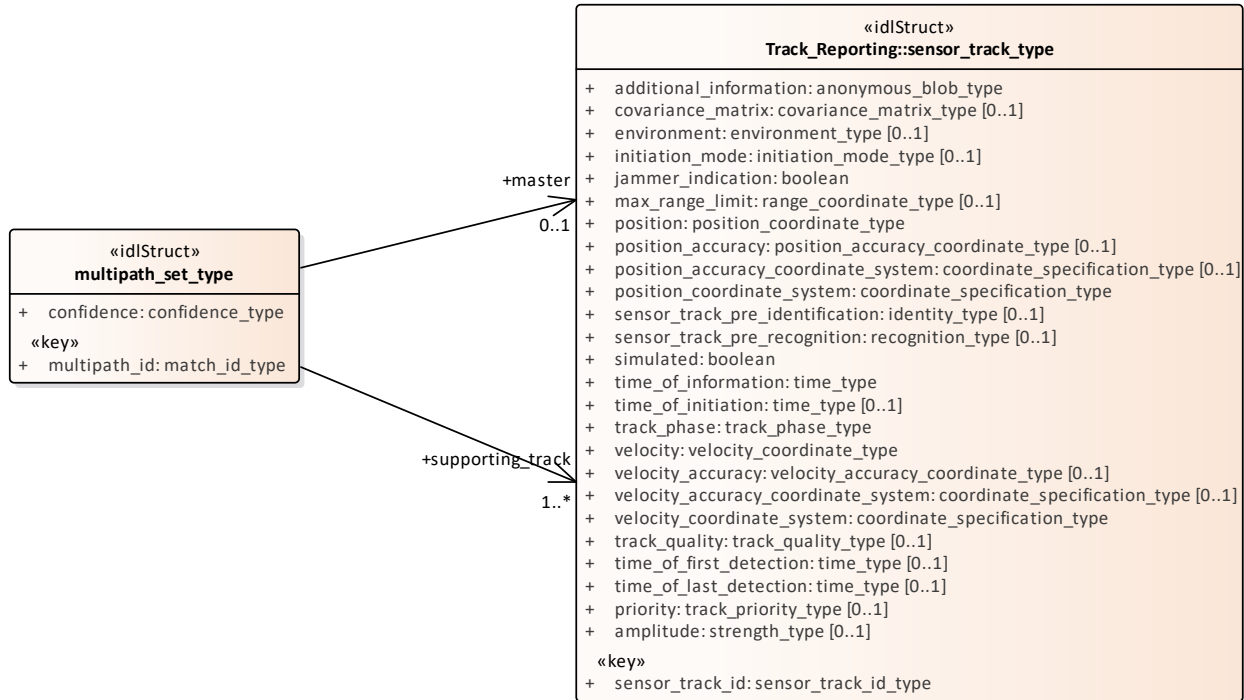 «idlStruct»
multipath_set_type
+ confidence: confidence_type
«key»
+ multipath_id: match_id_type
+master
0..1
+supporting_track
1..*
«idlStruct»
Track_Reporting::sensor_track_type
+ additional_information: anonymous_blob_type
+ covariance_matrix: covariance_matrix_type [0..1]
+ environment: environment_type [0..1]
+ initiation_mode: initiation_mode_type [0..1]
+ jammer_indication: boolean
+ max_range_limit: range_coordinate_type [0..1]
+ position: position_coordinate_type
+ position_accuracy: position_accuracy_coordinate_type [0..1]
+ position_accuracy_coordinate_system: coordinate_specification_type [0..1]
+ position_coordinate_system: coordinate_specification_type
+ sensor_track_pre_identification: identity_type [0..1]
+ sensor_track_pre_recognition: recognition_type [0..1]
+ simulated: boolean
+ time_of_information: time_type
+ time_of_initiation: time_type [0..1]
+ track_phase: track_phase_type
+ velocity: velocity_coordinate_type
+ velocity_accuracy: velocity_accuracy_coordinate_type [0..1]
+ velocity_accuracy_coordinate_system: coordinate_specification_type [0..1]
+ velocity_coordinate_system: coordinate_specification_type
+ track_quality: track_quality_type [0..1]
+ time_of_first_detection: time_type [0..1]
+ time_of_last_detection: time_type [0..1]
+ priority: track_priority_type [0..1]
+ amplitude: strength_type [0..1]
«key»
+ sensor_track_id: sensor_track_id_type